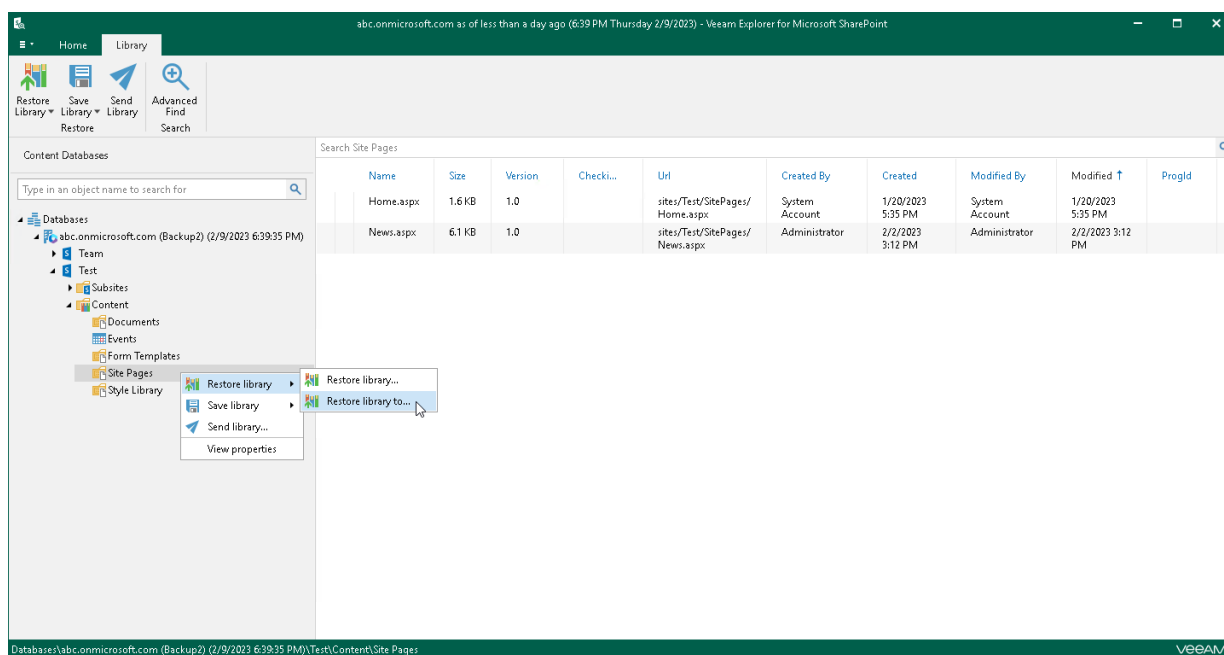 abc.onmicrosoft.com as of less than a day ago (6:39 PM Thursday 2/9/2023) - Veeam Explorer for Microsoft SharePoint
Home Library
Restore Library Save Library Send Library Advanced Find
Restore Search
Content Databases
Search Site Pages
Type in an object name to search for
Name Size Version Checki... Url Created By Created Modified By Modified ProgId
Home.aspx 1.6 KB 1.0 sites/Test/SitePages/Home.aspx System Account 1/20/2023 5:35 PM System Account 1/20/2023 5:35 PM
News.aspx 6.1 KB 1.0 sites/Test/SitePages/News.aspx Administrator 2/2/2023 3:12 PM Administrator 2/2/2023 3:12 PM
Databases
abc.onmicrosoft.com (Backup2) (2/9/2023 6:39:35 PM)
Team
Test
Subsites
Content
Documents
Events
Form Templates
Site Pages
Style Library
Restore library
Save library
Send library...
View properties
Restore library...
Restore library to...
Databases\abc.onmicrosoft.com (Backup2) (2/9/2023 6:39:35 PM)\Test\Content\Site Pages
veeAM